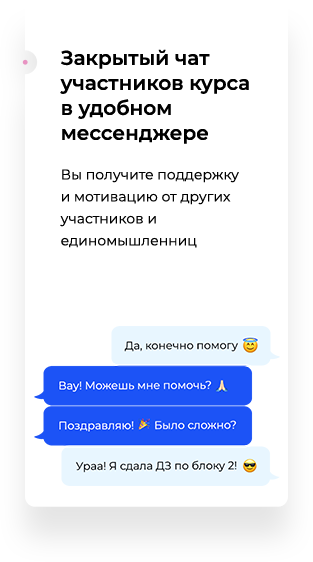 Закрытый чат
участников курса
в удобном
мессенджере
Вы получите поддержку
и мотивацию от других
участников и
единомышленниц
Да, конечно помогу 😇
Вау! Можешь мне помочь? 🙏🏻
Поздравляю! 🎉 Было сложно?
Ураа! Я сдала ДЗ по блоку 2! 😎